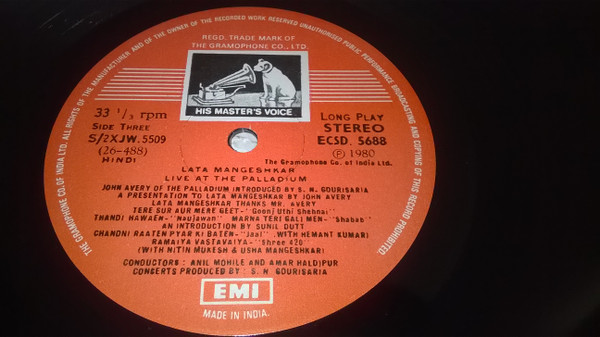 ALL RIGHTS OF THE MANUFACTURER AND OF THE OWNER OF THE RECORDED WORK RESERVED UNAUTHORISED PUBLIC PERFORMANCE BROADCASTING AND COPYING OF THIS RECORD PROHIBITED
THE GRAMOPHONE CO. OF INDIA LTD.
REGD. TRADE MARK OF
THE GRAMOPHONE CO., LTD.
HIS MASTER'S VOICE
33 1/3 rpm
SIDE THREE
S/2XJW. 5509
(26-488)
HINDI
LONG PLAY
STEREO
ECSD. 5688
℗ 1980
The Gramophone Co. of India Ltd.
LATA MANGESHKAR
LIVE AT THE PALLADIUM
JOHN AVERY OF THE PALLADIUM INTRODUCED BY S. N. GOURISARIA
A PRESENTATION TO LATA MANGESHKAR BY JOHN AVERY
LATA MANGESHKAR THANKS MR. AVERY
TERE SUR AUR MERE GEET-"Goonj Uthi Shehnai"
THANDI HAWAEN-"Naujawan" MARNA TERI GALI MEN-"Shabab"
AN INTRODUCTION BY SUNIL DUTT
CHANDNI RAATEN PYAR KI BATEN-"Jaal" (WITH HEMANT KUMAR)
RAMAIYA VASTAVAIYA-"Shree 420"
(WITH NITIN MUKESH & USHA MANGESHKAR)
CONDUCTORS: ANIL MOHILE AND AMAR HALDIPUR
CONCERTS PRODUCED BY: S. N GOURISARIA
EMI
MADE IN INDIA.